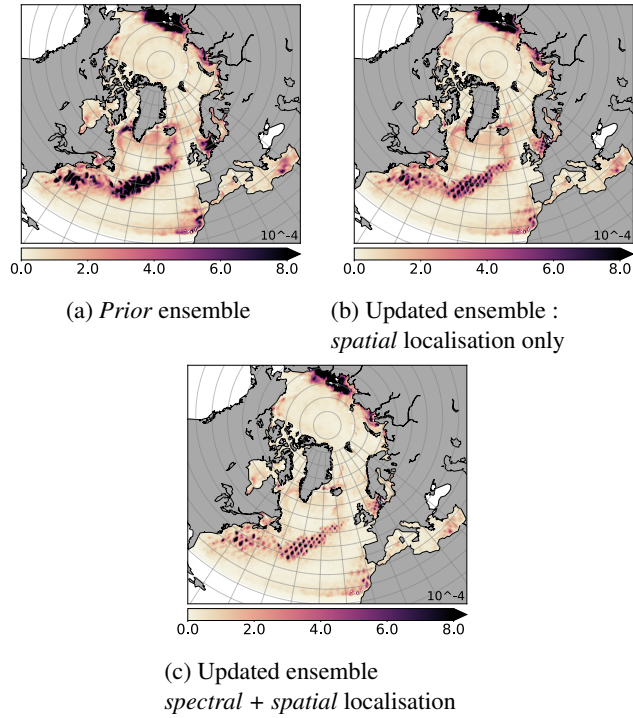 10^-4
10^-4
0.0 2.0 4.0 6.0 8.0
0.0 2.0 4.0 6.0 8.0
(a) Prior ensemble
(b) Updated ensemble :
spatial localisation only
10^-4
0.0 2.0 4.0 6.0 8.0
(c) Updated ensemble
spectral + spatial localisation